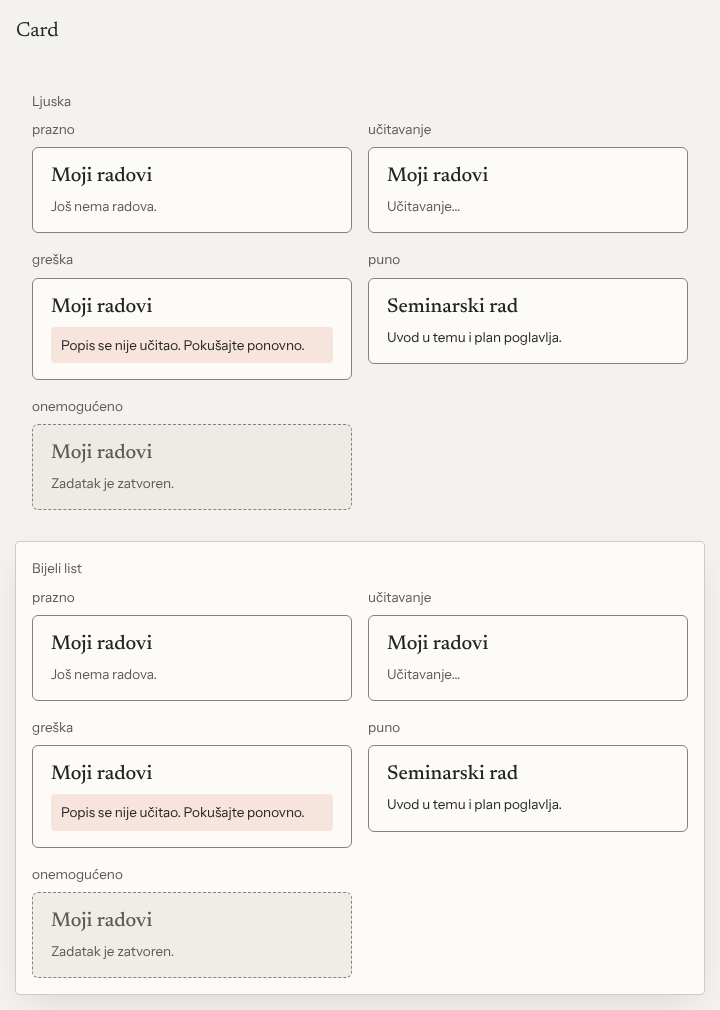 Card
Ljuska
prazno
Moji radovi
Još nema radova.
učitavanje
Moji radovi
Učitavanje…
greška
Moji radovi
Popis se nije učitao. Pokušajte ponovno.
puno
Seminarski rad
Uvod u temu i plan poglavlja.
onemogućeno
Moji radovi
Zadatak je zatvoren.
Bijeli list
prazno
Moji radovi
Još nema radova.
učitavanje
Moji radovi
Učitavanje…
greška
Moji radovi
Popis se nije učitao. Pokušajte ponovno.
puno
Seminarski rad
Uvod u temu i plan poglavlja.
onemogućeno
Moji radovi
Zadatak je zatvoren.